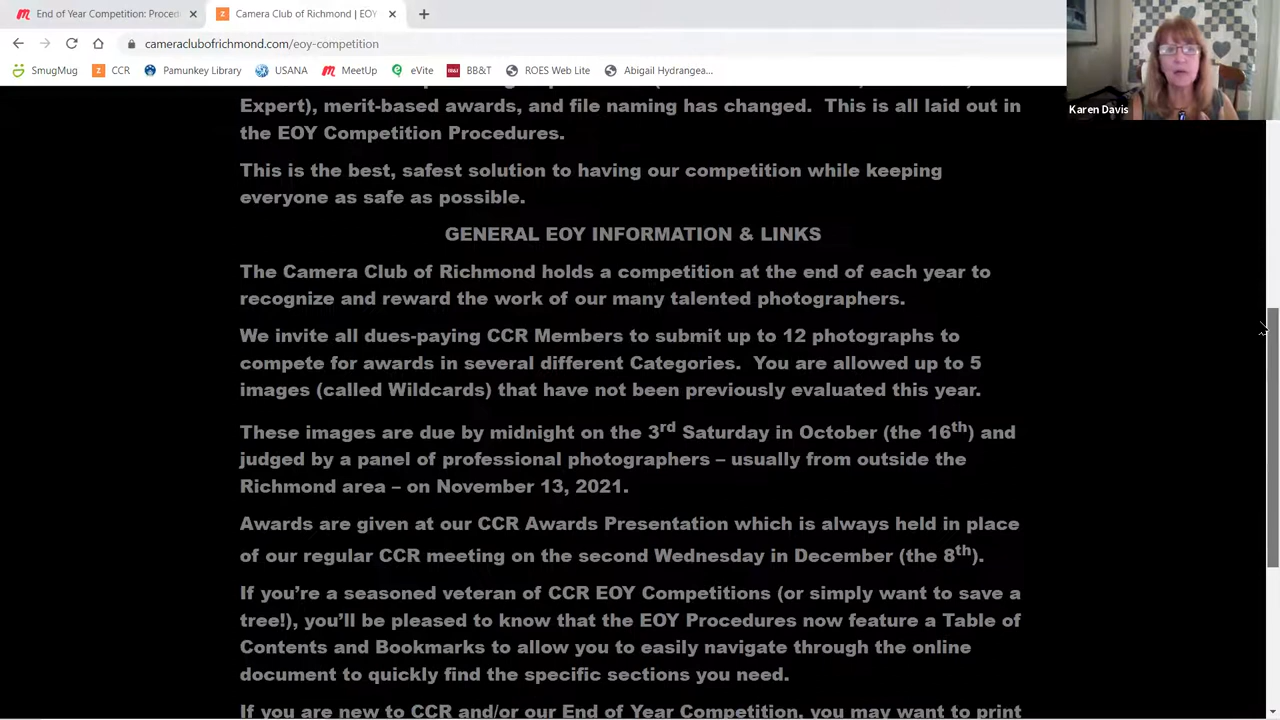 End of Year Competition: Proced
Camera Club of Richmond | EOY
cameraclubofrichmond.com/eoy-competition
SmugMug CCR Pamunkey Library USANA MeetUp eVite BB&T ROES Web Lite Abigail Hydrangea...
Karen Davis
Expert), merit-based awards, and file naming has changed. This is all laid out in
the EOY Competition Procedures.
This is the best, safest solution to having our competition while keeping
everyone as safe as possible.
GENERAL EOY INFORMATION & LINKS
The Camera Club of Richmond holds a competition at the end of each year to
recognize and reward the work of our many talented photographers.
We invite all dues-paying CCR Members to submit up to 12 photographs to
compete for awards in several different Categories. You are allowed up to 5
images (called Wildcards) that have not been previously evaluated this year.
These images are due by midnight on the 3rd Saturday in October (the 16th) and
judged by a panel of professional photographers – usually from outside the
Richmond area – on November 13, 2021.
Awards are given at our CCR Awards Presentation which is always held in place
of our regular CCR meeting on the second Wednesday in December (the 8th).
If you're a seasoned veteran of CCR EOY Competitions (or simply want to save a
tree!), you'll be pleased to know that the EOY Procedures now feature a Table of
Contents and Bookmarks to allow you to easily navigate through the online
document to quickly find the specific sections you need.
If you are new to CCR and/or our End of Year Competition, you may want to print